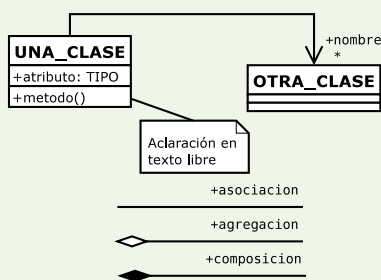 +nombre
*
UNA_CLASE
+atributo: TIPO
+metodo()
OTRA_CLASE
Aclaración en
texto libre
+asociacion
+agregacion
+composicion